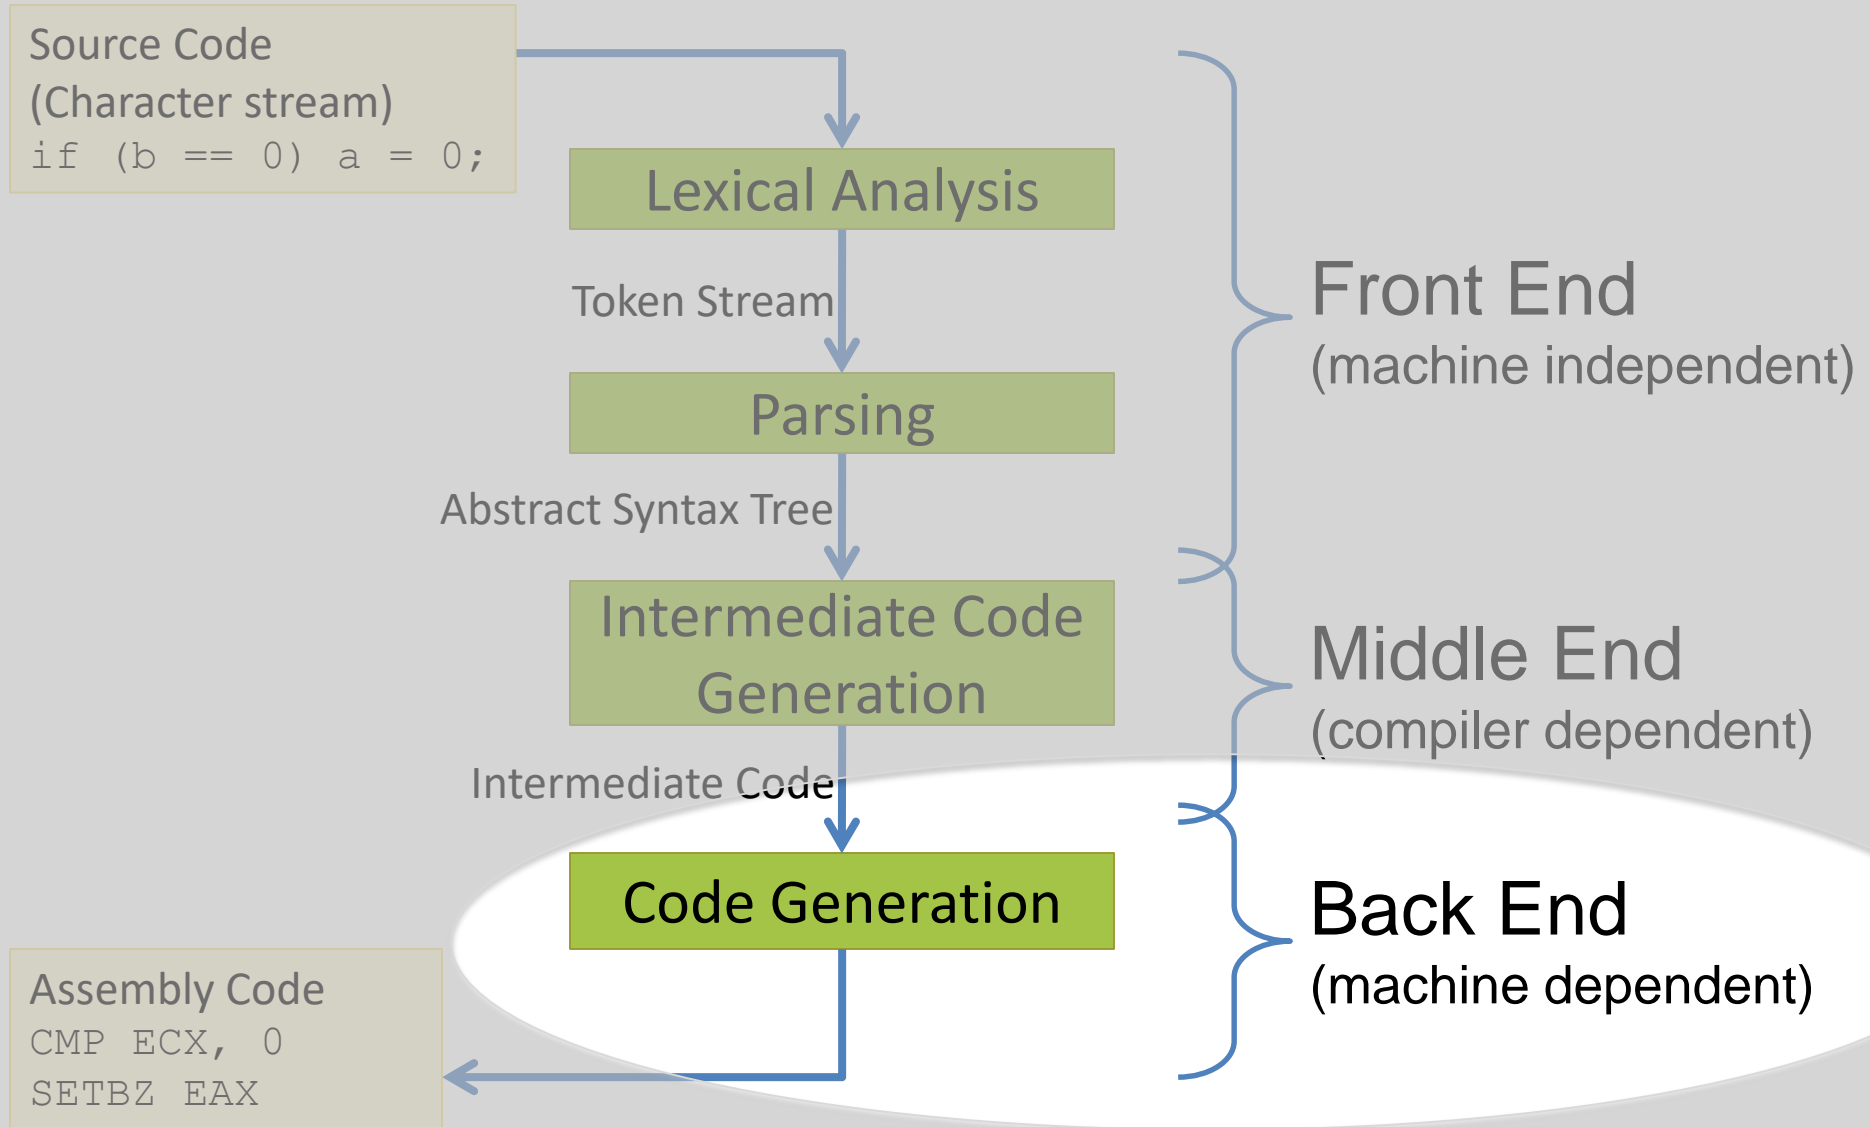 Source Code
(Character stream)
if (b == 0) a = 0;
Lexical Analysis
Token Stream
Parsing
Abstract Syntax Tree
Intermediate Code
Generation
Intermediate Code
Code Generation
Assembly Code
CMP ECX, 0
SETBZ EAX
Front End
(machine independent)
Middle End
(compiler dependent)
Back End
(machine dependent)